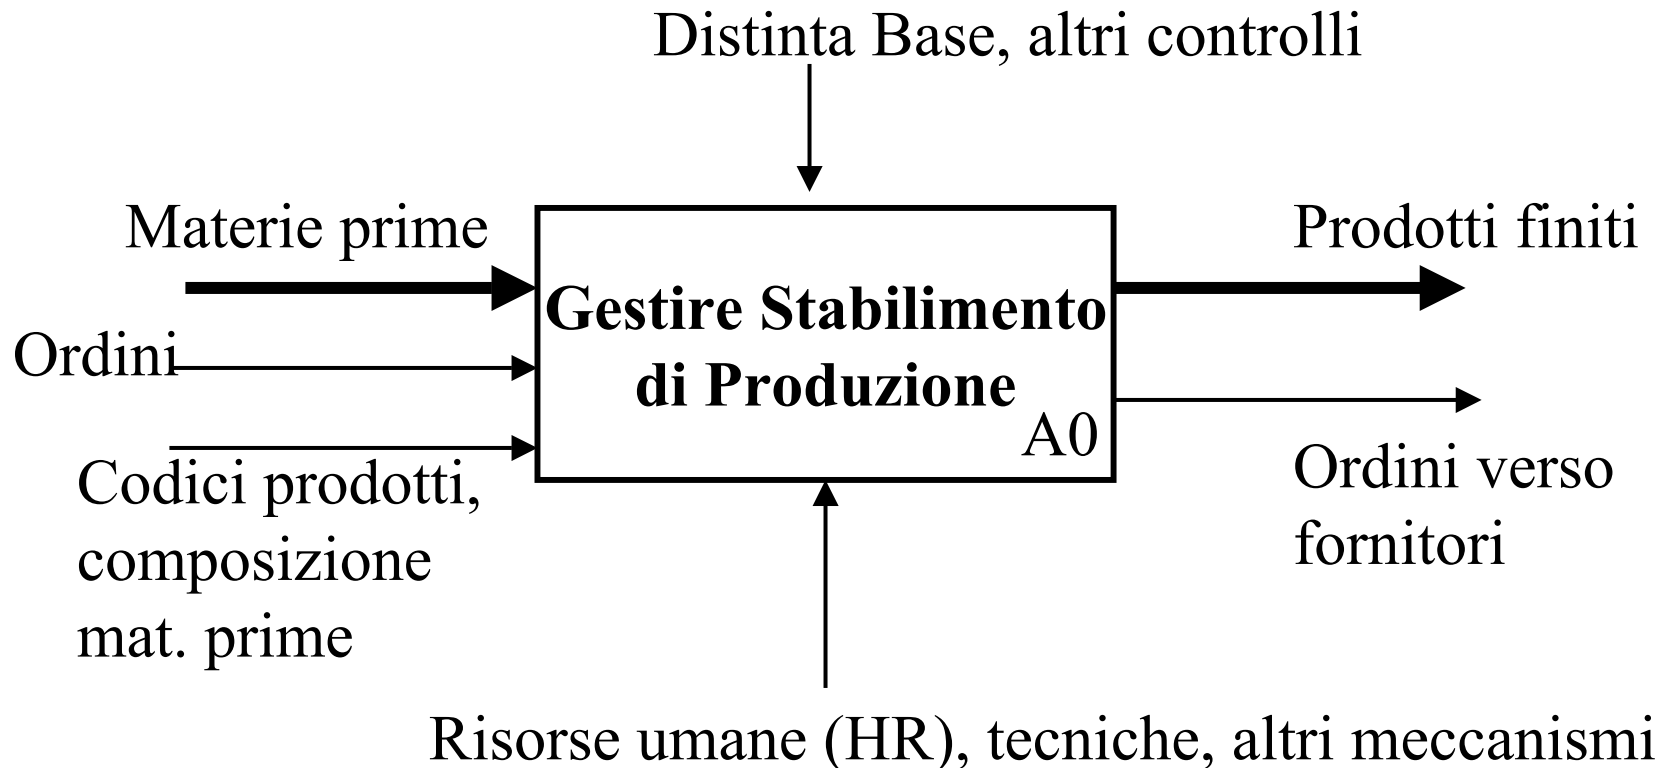 Distinta Base, altri controlli
Materie prime
Prodotti finiti
Gestire Stabilimento
di Produzione
A0
Ordini
Codici prodotti,
composizione
mat. prime
Ordini verso
fornitori
Risorse umane (HR), tecniche, altri meccanismi